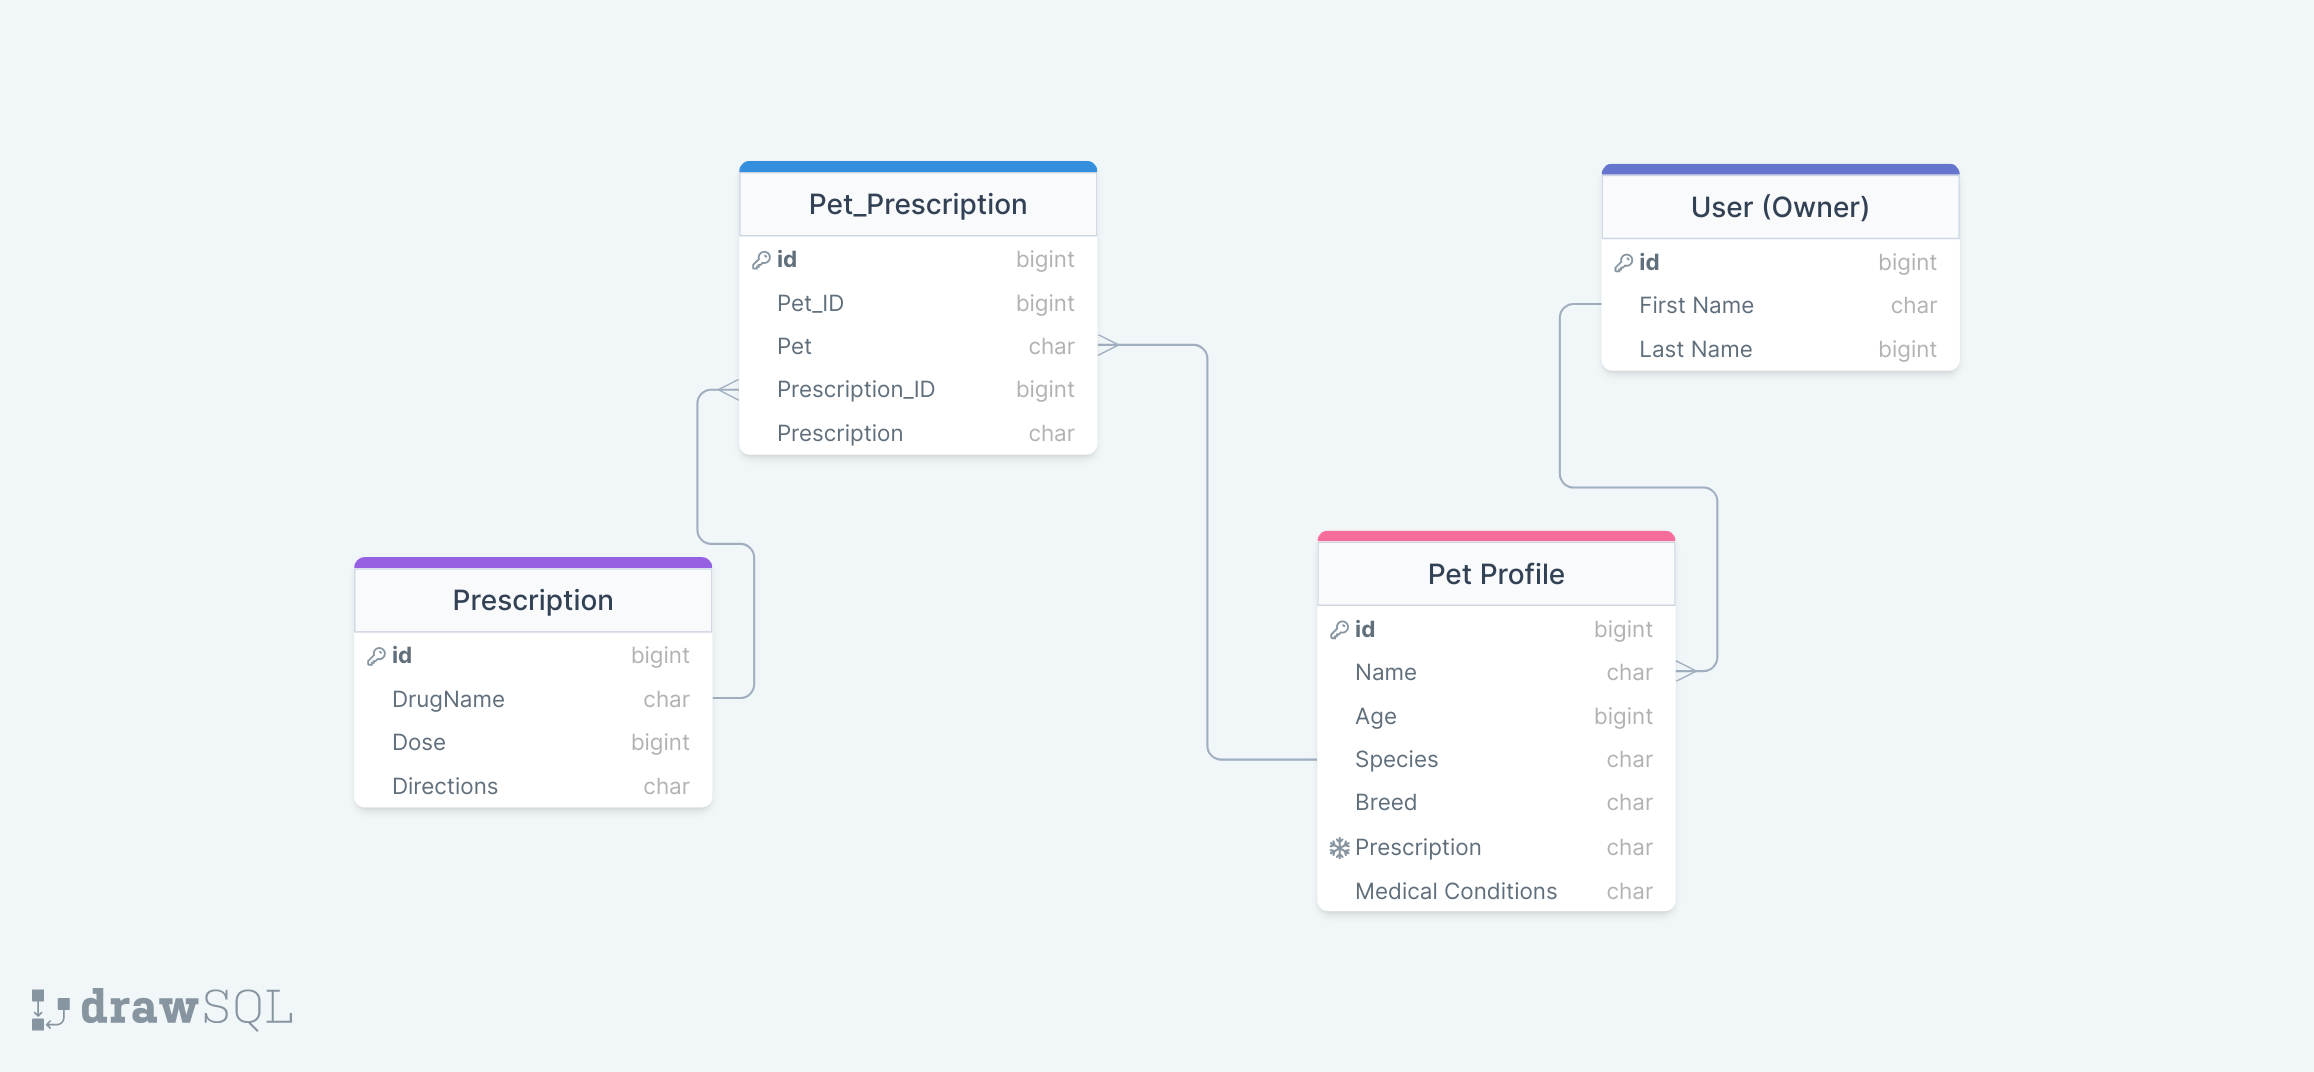 Pet_Prescription
id bigint
Pet_ID bigint
Pet char
Prescription_ID bigint
Prescription char
User (Owner)
id bigint
First Name char
Last Name bigint
Prescription
id bigint
DrugName char
Dose bigint
Directions char
Pet Profile
id bigint
Name char
Age bigint
Species char
Breed char
Prescription char
Medical Conditions char
drawSQL